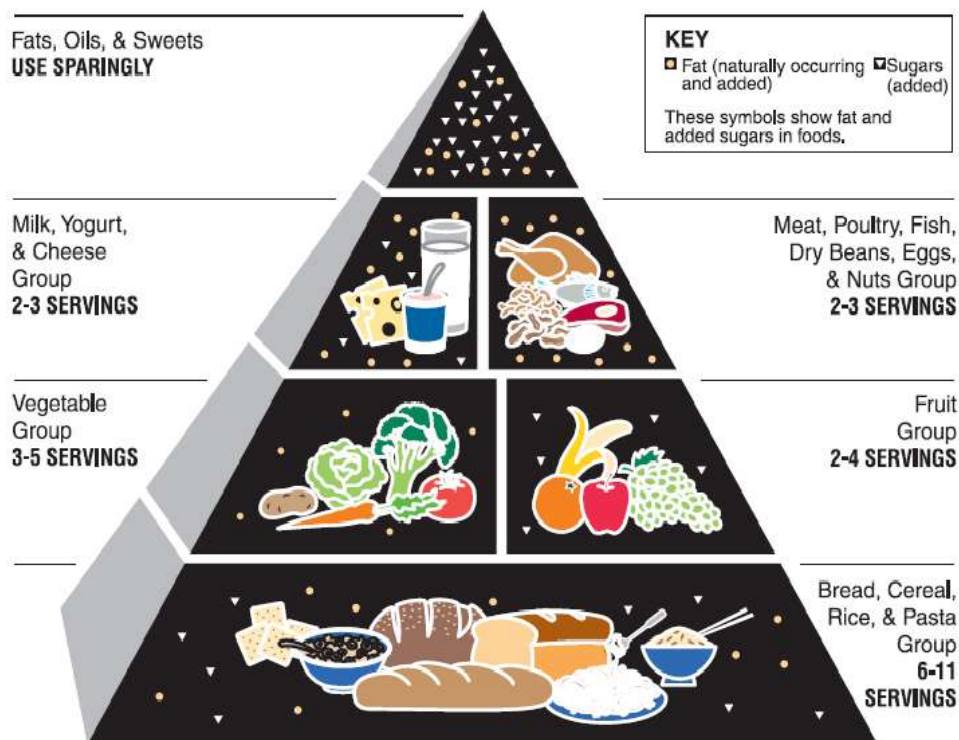 Fats, Oils, & Sweets
USE SPARINGLY
KEY
Fat (naturally occurring
and added)
Sugars
(added)
These symbols show fat and
added sugars in foods.
Milk, Yogurt,
& Cheese
Group
2-3 SERVINGS
Meat, Poultry, Fish,
Dry Beans, Eggs,
& Nuts Group
2-3 SERVINGS
Vegetable
Group
3-5 SERVINGS
Fruit
Group
2-4 SERVINGS
Bread, Cereal,
Rice, & Pasta
Group
6-11
SERVINGS